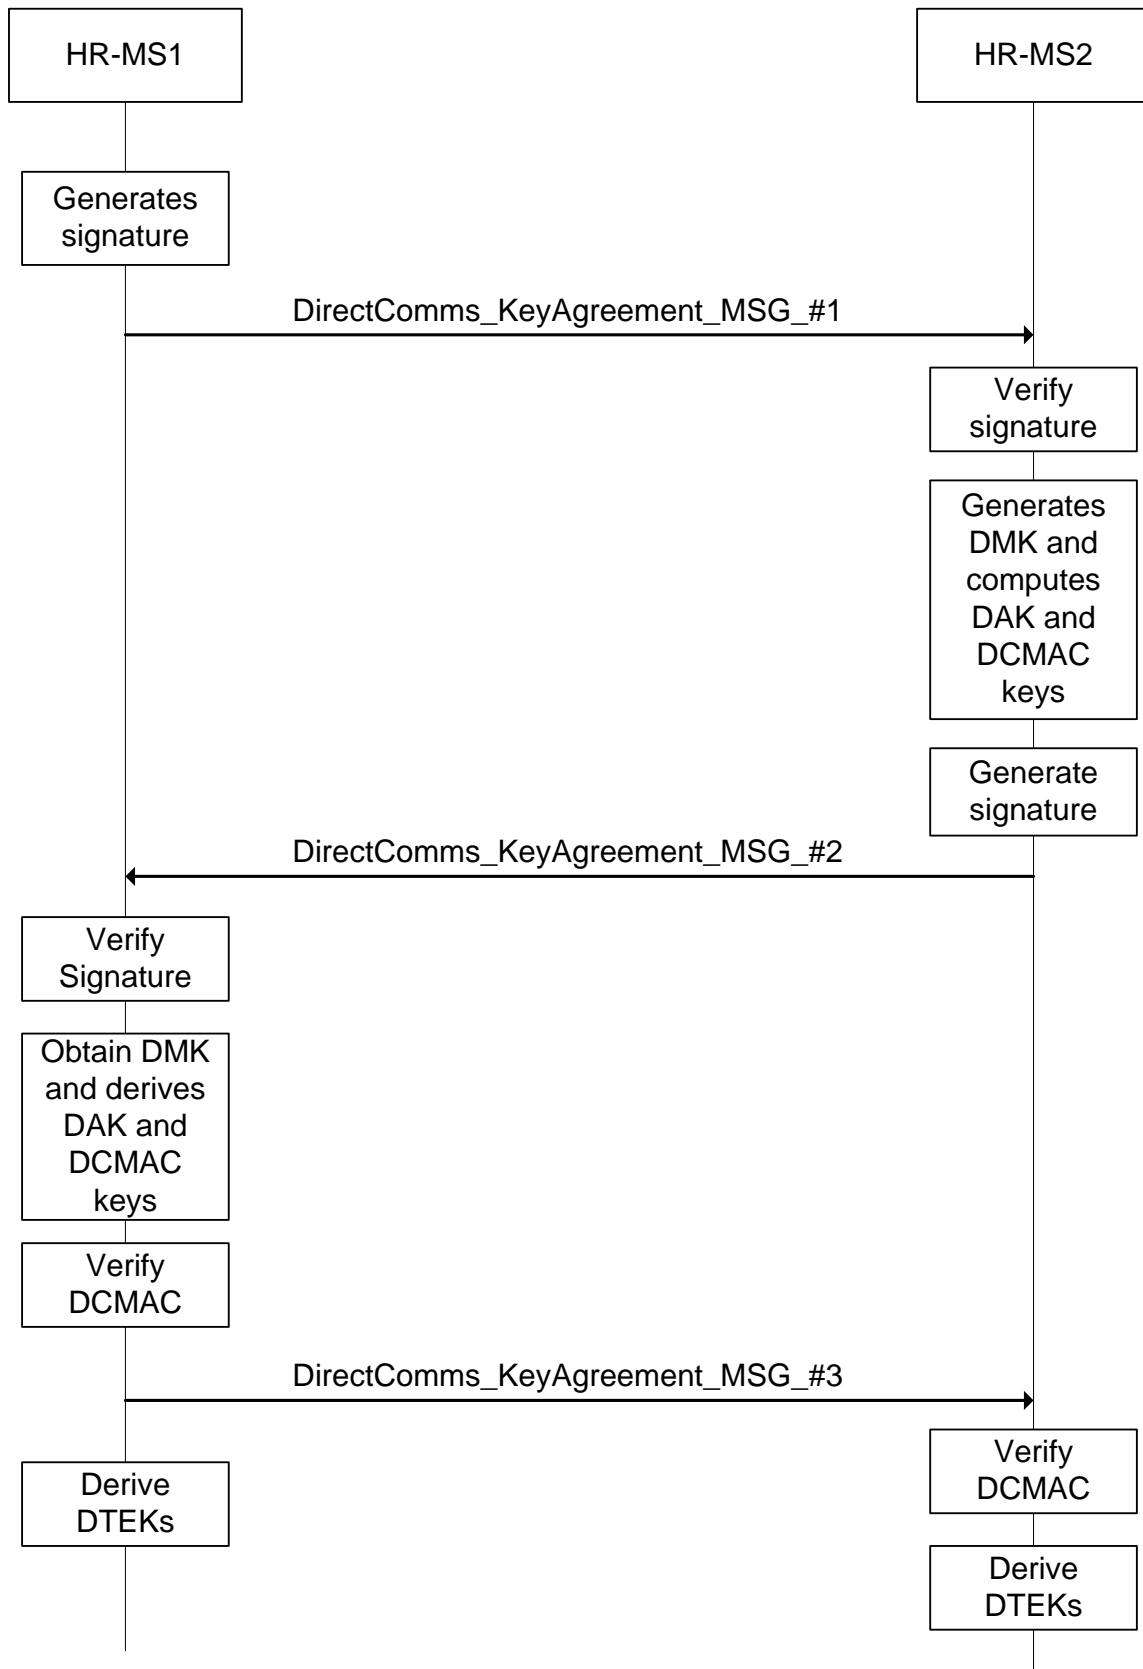 HR-MS1
HR-MS2
Generates
signature
DirectComms_KeyAgreement_MSG_#1
Verify
signature
Generates
DMK and
computes
DAK and
DCMAC
keys
Generate
signature
DirectComms_KeyAgreement_MSG_#2
Verify
Signature
Obtain DMK
and derives
DAK and
DCMAC
keys
Verify
DCMAC
DirectComms_KeyAgreement_MSG_#3
Verify
DCMAC
Derive
DTEKs
Derive
DTEKs